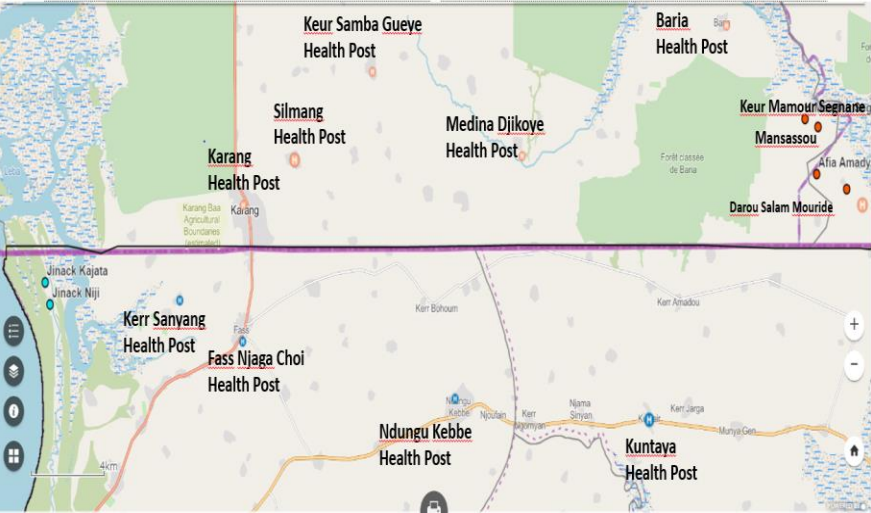 Keur Samba Gueye
Health Post
Baria
Health Post
Silmang
Health Post
Medina Djikoye
Health Post
Keur Mamour Segnane
Mansassou
Forêt classée
de Baria
Afia Amady
Karang
Health Post
Darou Salam Mouride
Karang Baa
Agricultural
Boundaries
(estimated)
Karang
Jinack Kajata
Jinack Niji
Kerr Sanyang
Health Post
Kerr Bohoum
Kerr Amadou
Fass
Fass Njaga Choi
Health Post
Kebbe
Njoutain
Kerr
Njama
Sinyan
Kerr Jarga
Munya Gen
Ndungu Kebbe
Health Post
Kuntaya
Health Post
4km